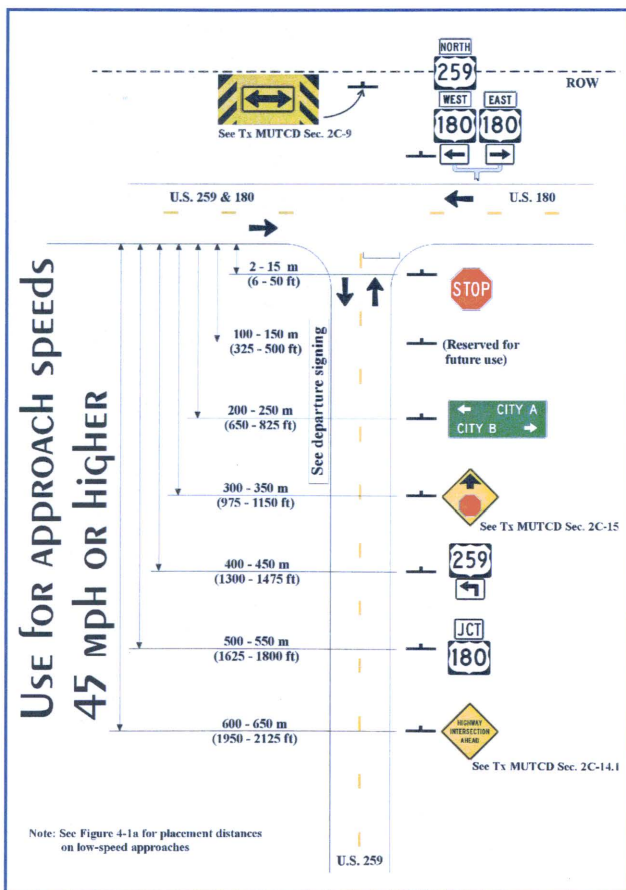 NORTH
259
ROW
WEST EAST
180 180
See Tx MUTCD Sec. 2C-9
U.S. 259 & 180
U.S. 180
Use for approach speeds
45 mph or higher
2 - 15 m
(6 - 50 ft)
STOP
100 - 150 m
(325 - 500 ft)
(Reserved for
future use)
See departure signing
200 - 250 m
(650 - 825 ft)
CITY A
CITY B
300 - 350 m
(975 - 1150 ft)
See Tx MUTCD Sec. 2C-15
400 - 450 m
(1300 - 1475 ft)
259
500 - 550 m
(1625 - 1800 ft)
JCT
180
600 - 650 m
(1950 - 2125 ft)
HIGHWAY
INTERSECTION
AHEAD
See Tx MUTCD Sec. 2C-14.1
Note: See Figure 4-1a for placement distances
on low-speed approaches
U.S. 259